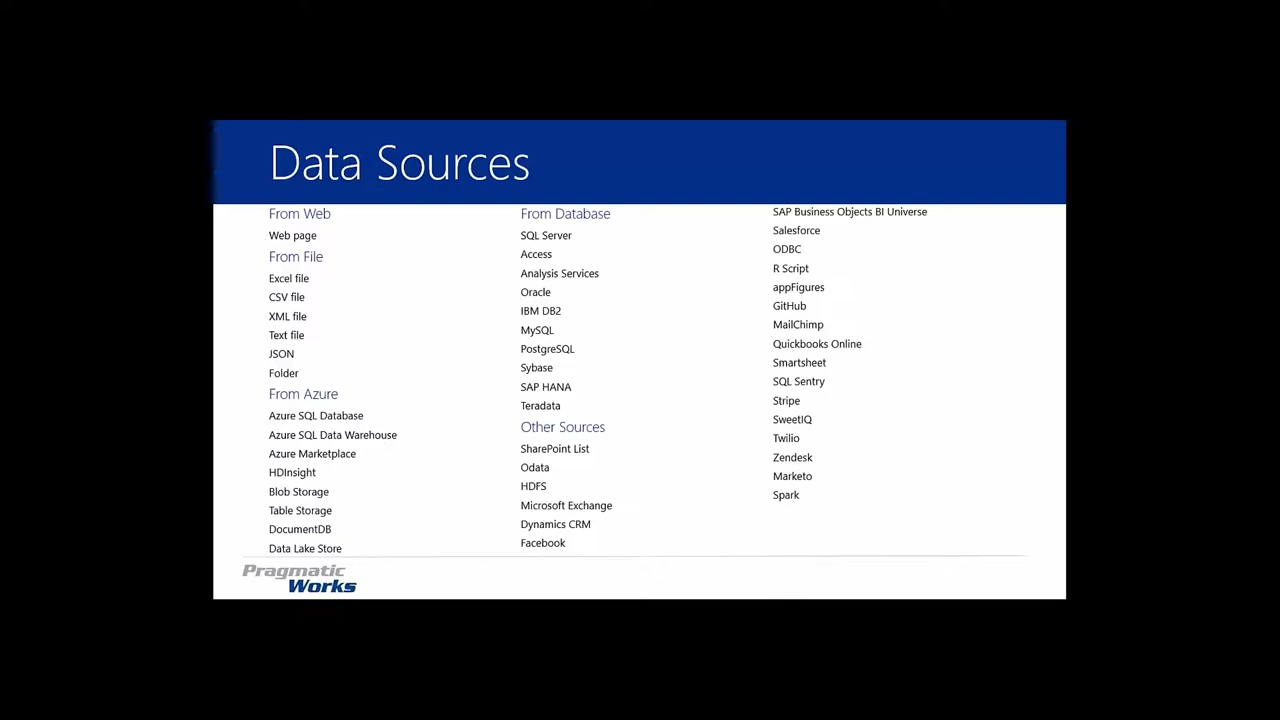 Data Sources
From Web
Web page
From File
Excel file
CSV file
XML file
Text file
JSON
Folder
From Azure
Azure SQL Database
Azure SQL Data Warehouse
Azure Marketplace
HDInsight
Blob Storage
Table Storage
DocumentDB
Data Lake Store
From Database
SQL Server
Access
Analysis Services
Oracle
IBM DB2
MySQL
PostgreSQL
Sybase
SAP HANA
Teradata
Other Sources
SharePoint List
Odata
HDFS
Microsoft Exchange
Dynamics CRM
Facebook
SAP Business Objects BI Universe
Salesforce
ODBC
R Script
appFigures
GitHub
MailChimp
Quickbooks Online
Smartsheet
SQL Sentry
Stripe
SweetIQ
Twilio
Zendesk
Marketo
Spark
Pragmatic
Works